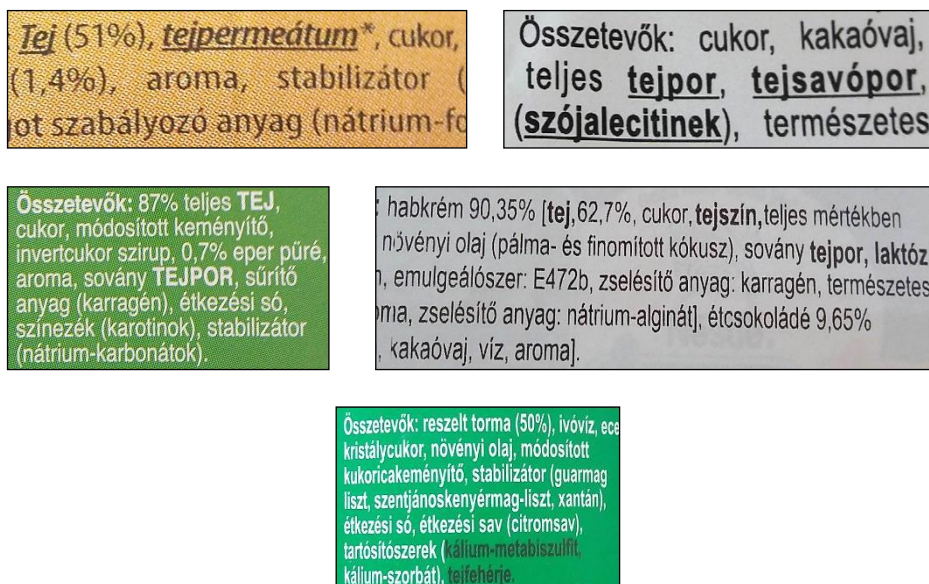 Tej (51%), tejpermeátum*, cukor,
(1,4%), aroma, stabilizátor (
ot szabályozó anyag (nátrium-fo
Összetevők: cukor, kakaóvaj,
teljes tejpor, tejsavópor,
(szójalecitinek), természetes
Összetevők: 87% teljes TEJ,
cukor, módosított keményítő,
invertcukor szirup, 0,7% eper püré,
aroma, sovány TEJPOR, sűrítő
anyag (karragén), étkezési só,
színezék (karotinok), stabilizátor
(nátrium-karbonátok).
: habkrém 90,35% [tej,62,7%, cukor, tejszín,teljes mértékben
növényi olaj (pálma- és finomított kókusz), sovány tejpor, laktóz
, emulgeálószer: E472b, zselésítő anyag: karragén, természetes
ma, zselésítő anyag: nátrium-alginát], étcsokoládé 9,65%
, kakaóvaj, víz, aroma].
Összetevők: reszelt torma (50%), ivóvíz, ece
kristálycukor, növényi olaj, módosított
kukoricakeményítő, stabilizátor (guarmag
liszt, szentjánoskenyérmag-liszt, xantán),
étkezési só, étkezési sav (citromsav),
tartósítószerek (kálium-metabiszulfit,
kálium-szorbát), tejfehérje.